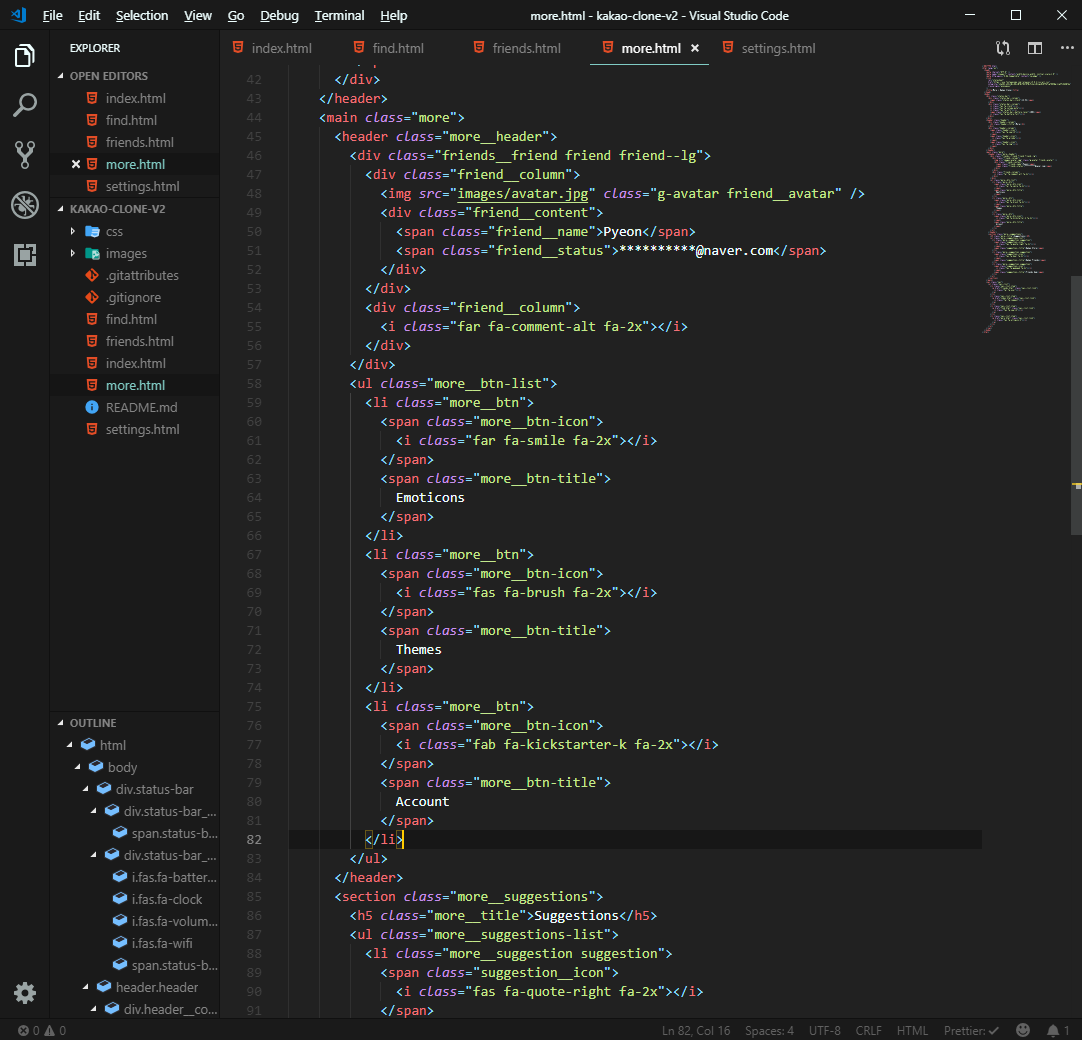 File Edit Selection View Go Debug Terminal Help more.html - kakao-clone-v2 - Visual Studio Code
EXPLORER
OPEN EDITORS
index.html
find.html
friends.html
more.html
settings.html
KAKAO-CLONE-V2
css
images
.gitattributes
.gitignore
find.html
friends.html
index.html
more.html
README.md
settings.html
OUTLINE
html
body
div.status-bar
div.status-bar_...
span.status-b...
div.status-bar_...
i.fas.fa-batter...
i.fas.fa-clock
i.fas.fa-volum...
i.fas.fa-wifi
span.status-b...
header.header
div.header__co...
index.html find.html friends.html more.html settings.html
42 </div>
43 </header>
44 <main class="more">
45 <header class="more__header">
46 <div class="friends__friend friend friend--lg">
47 <div class="friend__column">
48 <img src="images/avatar.jpg" class="g-avatar friend__avatar" />
49 <div class="friend__content">
50 <span class="friend__name">Pyeon</span>
51 <span class="friend__status">**********@naver.com</span>
52 </div>
53 </div>
54 <div class="friend__column">
55 <i class="far fa-comment-alt fa-2x"></i>
56 </div>
57 </div>
58 <ul class="more__btn-list">
59 <li class="more__btn">
60 <span class="more__btn-icon">
61 <i class="far fa-smile fa-2x"></i>
62 </span>
63 <span class="more__btn-title">
64 Emoticons
65 </span>
66 </li>
67 <li class="more__btn">
68 <span class="more__btn-icon">
69 <i class="fas fa-brush fa-2x"></i>
70 </span>
71 <span class="more__btn-title">
72 Themes
73 </span>
74 </li>
75 <li class="more__btn">
76 <span class="more__btn-icon">
77 <i class="fab fa-kickstarter-k fa-2x"></i>
78 </span>
79 <span class="more__btn-title">
80 Account
81 </span>
82 </li>
83 </ul>
84 </header>
85 <section class="more__suggestions">
86 <h5 class="more__title">Suggestions</h5>
87 <ul class="more__suggestions-list">
88 <li class="more__suggestion suggestion">
89 <span class="suggestion__icon">
90 <i class="fas fa-quote-right fa-2x"></i>
91 </span>
0 0 Ln 82, Col 16 Spaces: 4 UTF-8 CRLF HTML Prettier: ✓ 1